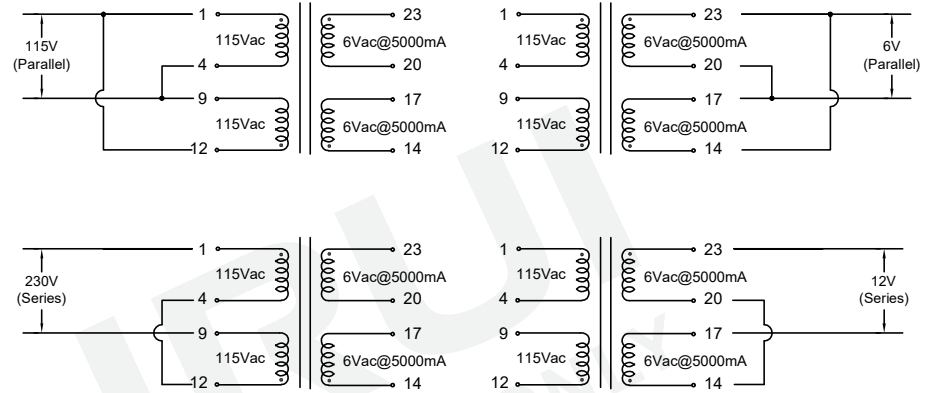 1 23 1 23
115V 115Vac 6Vac@5000mA 115Vac 6Vac@5000mA 6V
(Parallel) 4 20 4 20 (Parallel)
9 17 9 17
115Vac 6Vac@5000mA 115Vac 6Vac@5000mA
12 14 12 14
1 23 1 23
230V 115Vac 6Vac@5000mA 115Vac 6Vac@5000mA 12V
(Series) 4 20 4 20 (Series)
9 17 9 17
115Vac 6Vac@5000mA 115Vac 6Vac@5000mA
12 14 12 14